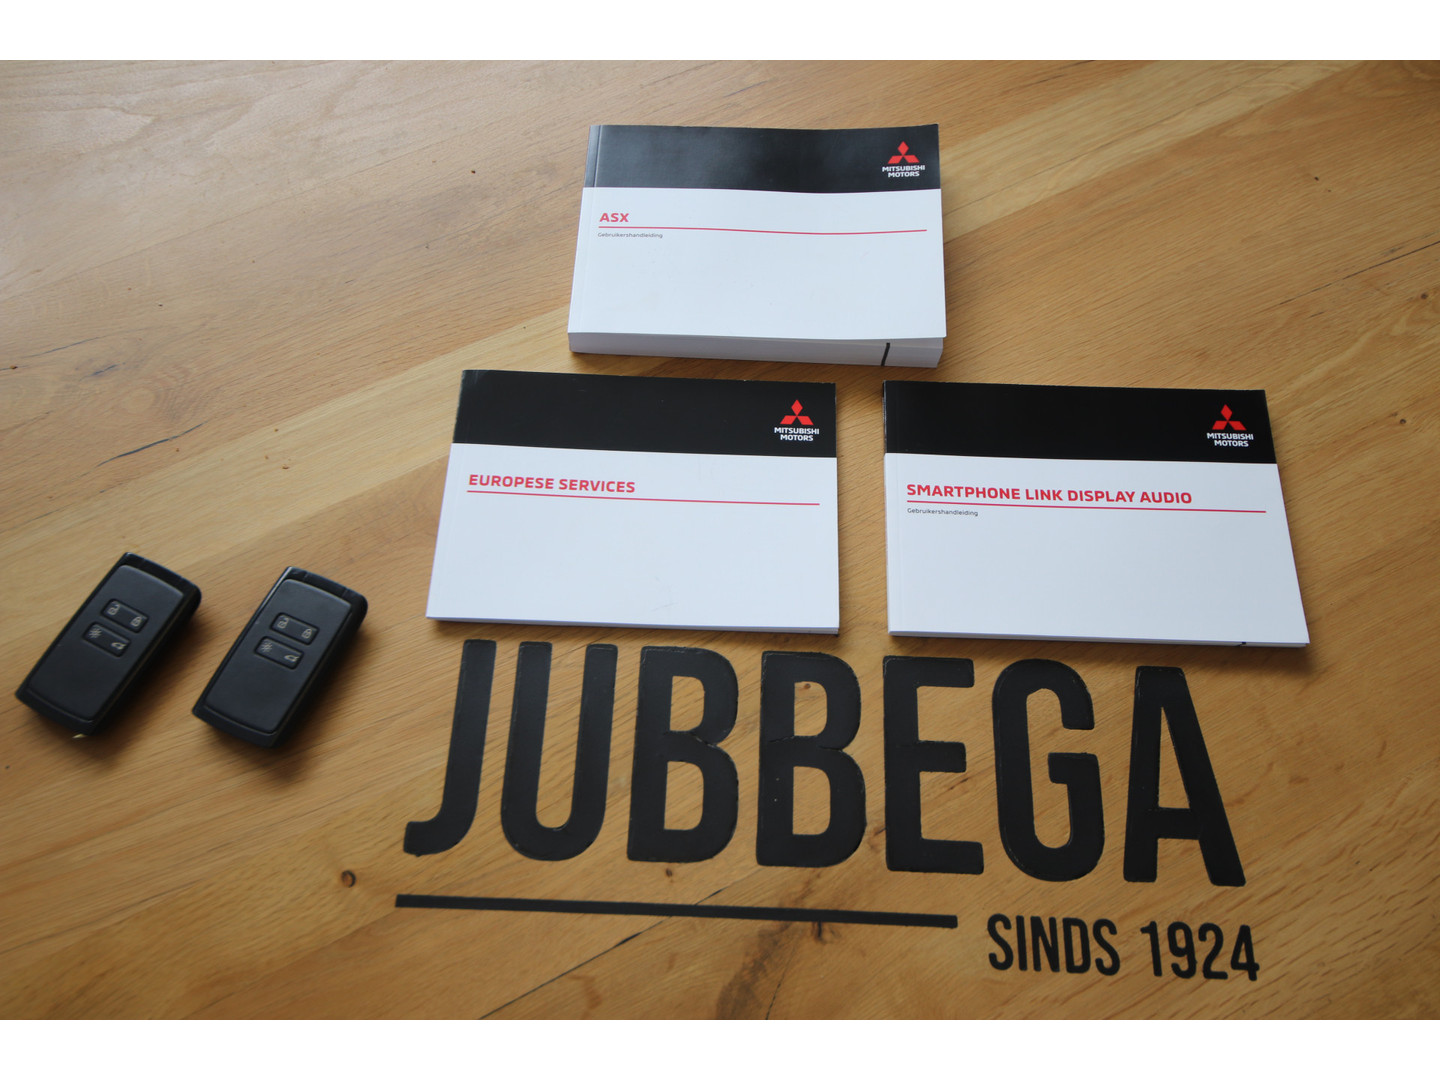 MITSUBISHI
MOTORS
ASX
Gebruikershandleiding
MITSUBISHI
MOTORS
EUROPESE SERVICES
MITSUBISHI
MOTORS
SMARTPHONE LINK DISPLAY AUDIO
Gebruikershandleiding
JUBBEGA
SINDS 1924